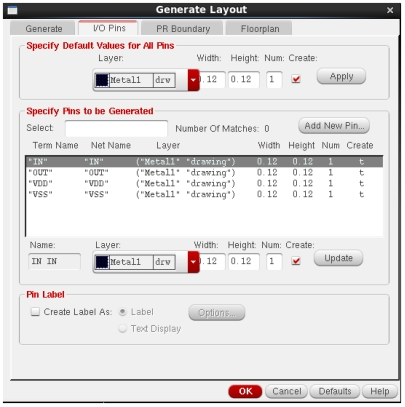 Generate Layout
Generate I/O Pins PR Boundary Floorplan
Specify Default Values for All Pins
Layer: Width: Height: Num: Create:
Metal1 drw 0.12 0.12 1 Apply
Specify Pins to be Generated
Select: Number Of Matches: 0 Add New Pin...
Term Name Net Name Layer Width Height Num Create
"IN" "IN" ("Metal1" "drawing") 0.12 0.12 1 t
"OUT" "OUT" ("Metal1" "drawing") 0.12 0.12 1 t
"VDD" "VDD" ("Metal1" "drawing") 0.12 0.12 1 t
"VSS" "VSS" ("Metal1" "drawing") 0.12 0.12 1 t
Name: Layer: Width: Height: Num: Create:
IN IN Metal1 drw 0.12 0.12 1 Update
Pin Label
Create Label As: Label Options...
Text Display
OK Cancel Defaults Help